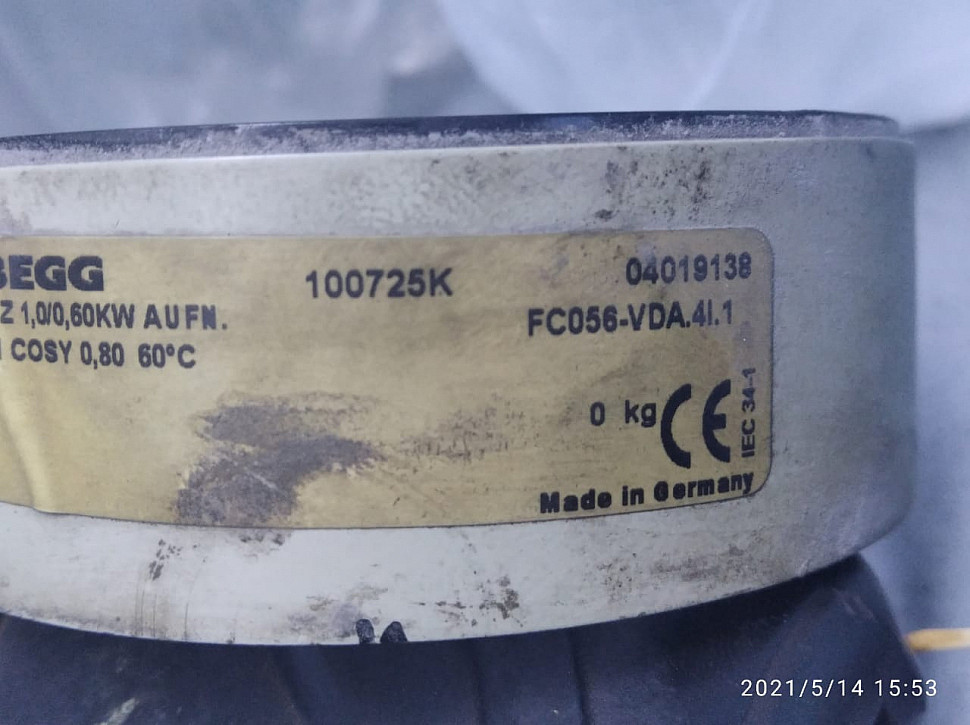 BEGG 100725K 04019138
Z 1,0/0,60KW AUFN. FC056-VDA.4I.1
COSY 0,80 60°C
0 kg CE IEC 34-1
Made in Germany
2021/5/14 15:53